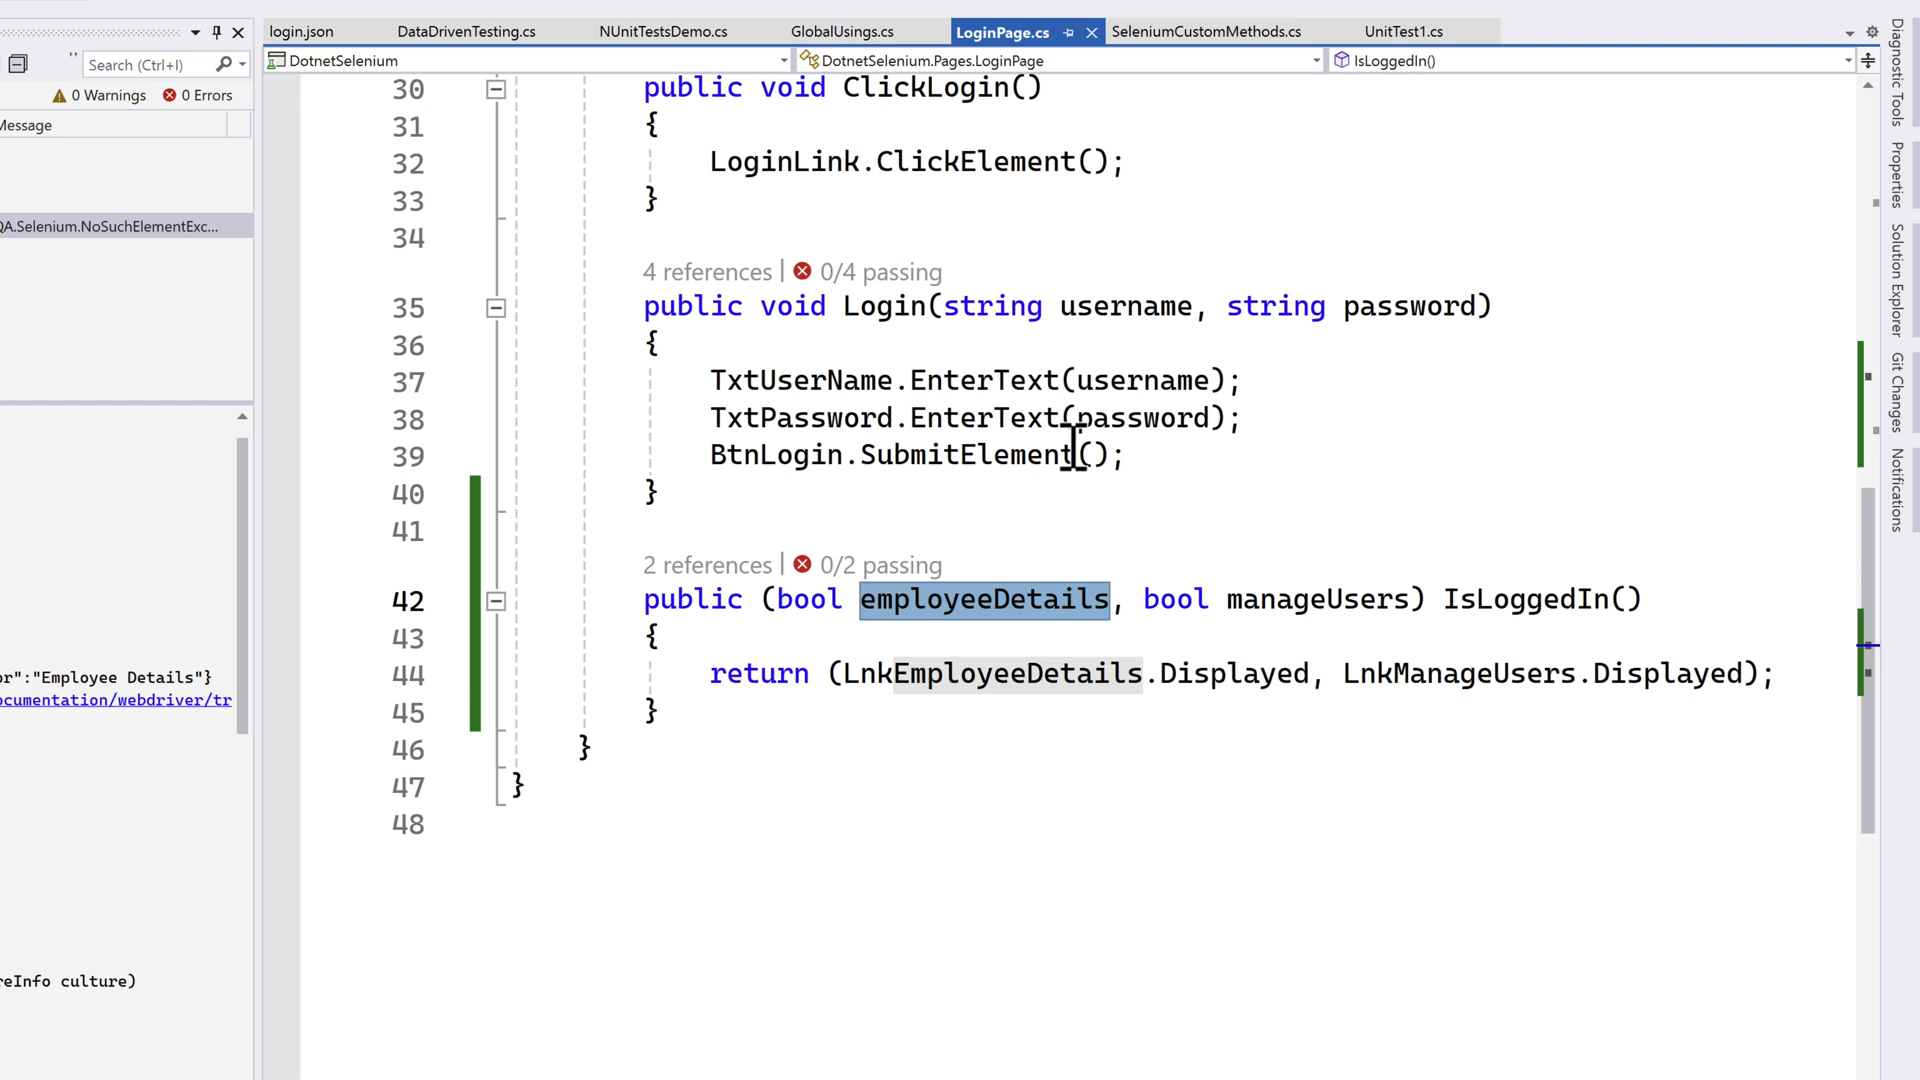 login.json DataDrivenTesting.cs NUnitTestsDemo.cs GlobalUsings.cs LoginPage.cs SeleniumCustomMethods.cs UnitTest1.cs
Search (Ctrl+I)
DotnetSelenium DotnetSelenium.Pages.LoginPage IsLoggedIn()
0 Warnings 0 Errors
Message
QA.Selenium.NoSuchElementExc...
or":"Employee Details"}
ocumentation/webdriver/tr
reInfo culture)
30 public void ClickLogin()
31 {
32 LoginLink.ClickElement();
33 }
34
4 references | 0/4 passing
35 public void Login(string username, string password)
36 {
37 TxtUserName.EnterText(username);
38 TxtPassword.EnterText(password);
39 BtnLogin.SubmitElement();
40 }
41
2 references | 0/2 passing
42 public (bool employeeDetails, bool manageUsers) IsLoggedIn()
43 {
44 return (LnkEmployeeDetails.Displayed, LnkManageUsers.Displayed);
45 }
46 }
47 }
48
Diagnostic Tools
Properties
Solution Explorer
Git Changes
Notifications